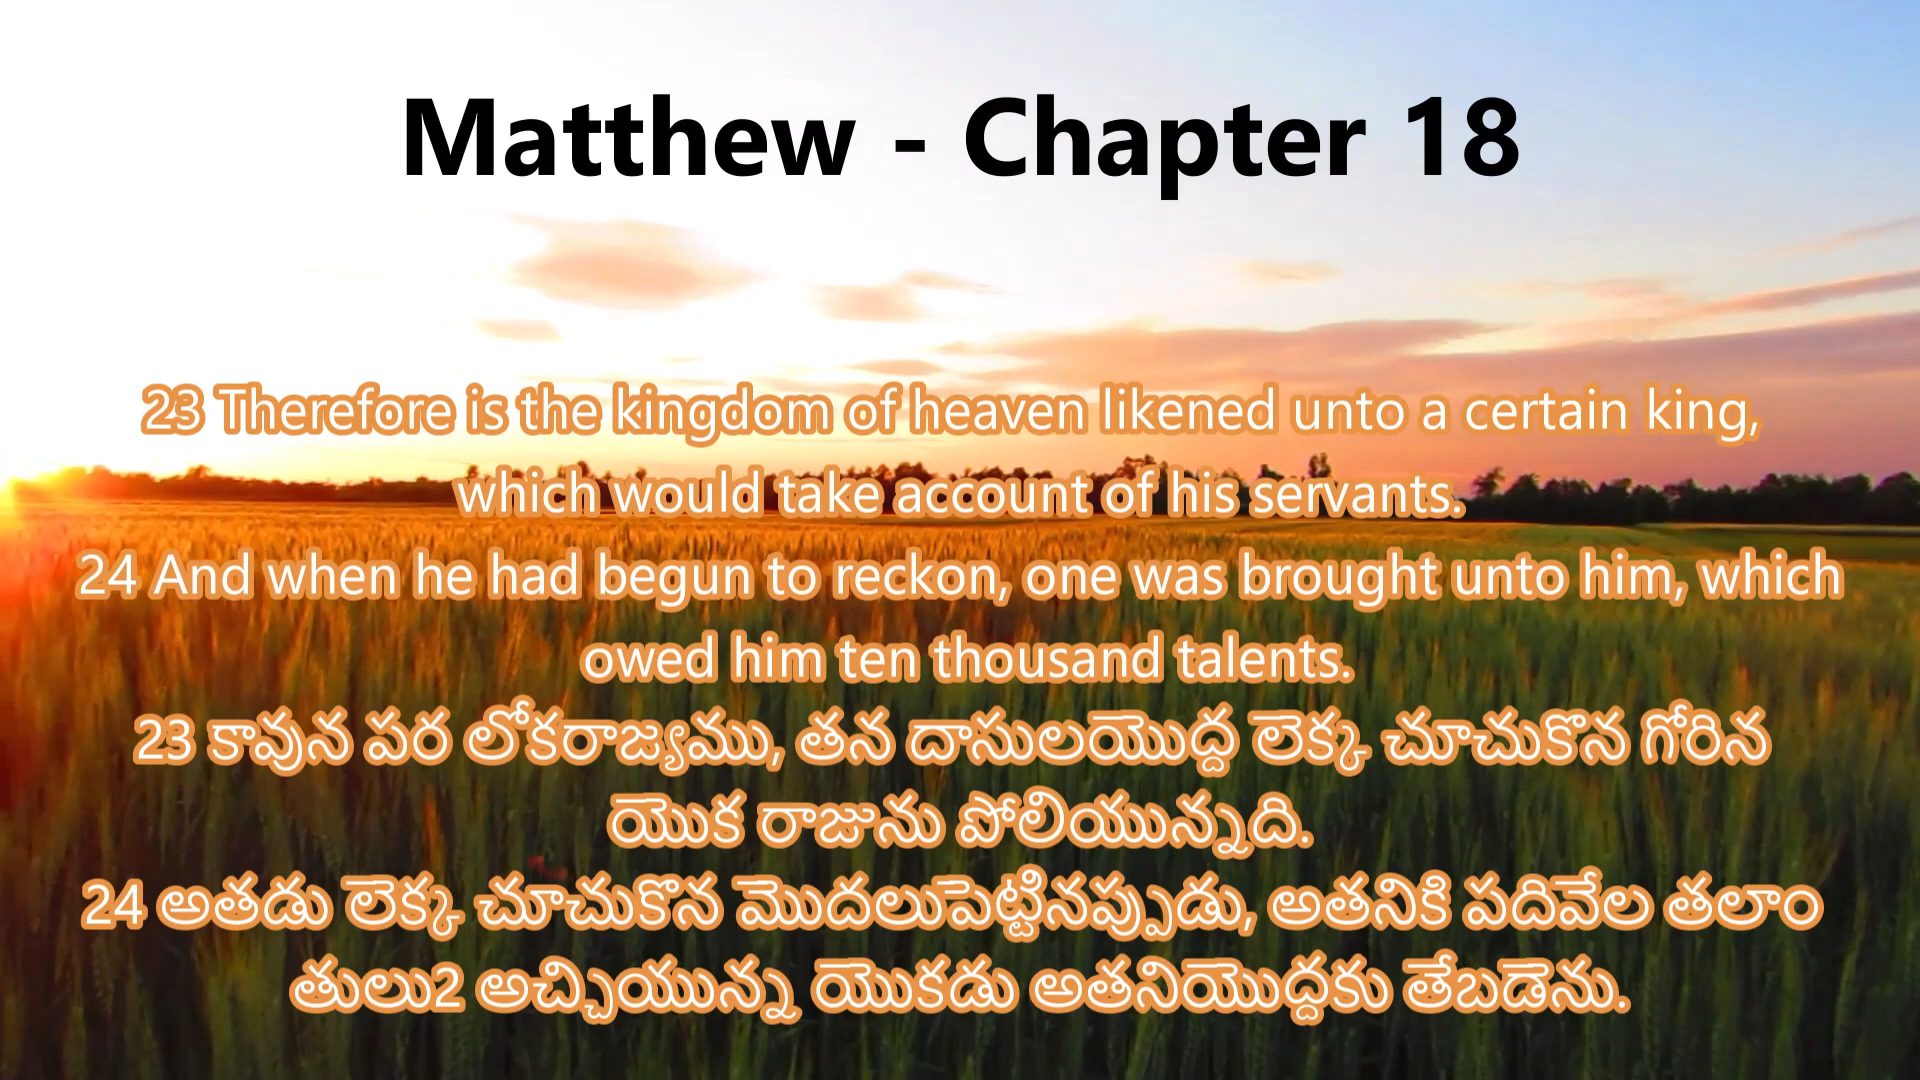 Matthew - Chapter 18
23 Therefore is the kingdom of heaven likened unto a certain king,
which would take account of his servants.
24 And when he had begun to reckon, one was brought unto him, which
owed him ten thousand talents.
23 కావున పర లోకరాజ్యము, తన దాసులయొద్ద లెక్క చూచుకొన గోరిన
యొక రాజును పోలియున్నది.
24 అతడు లెక్క చూచుకొన మొదలుపెట్టినప్పుడు, అతనికి పదివేల తలాం
తులు2 అచ్చియున్న యొకడు అతనియొద్దకు తేబడెను.